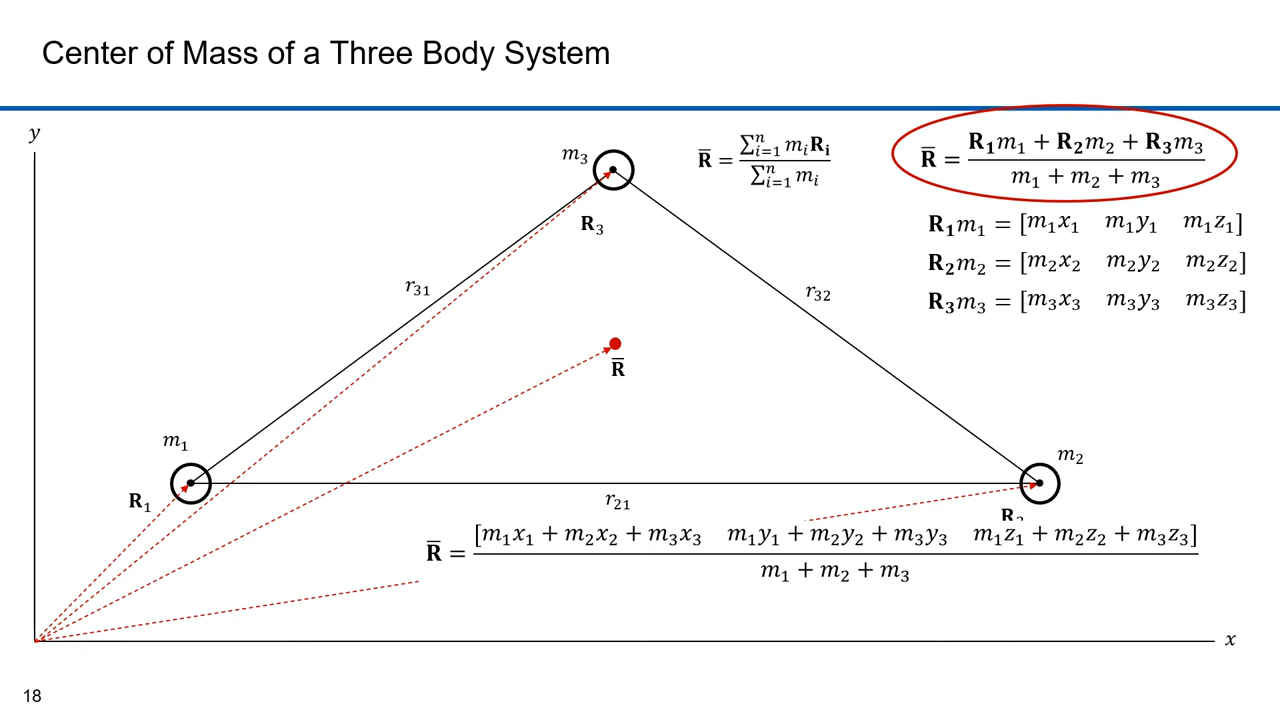 Center of Mass of a Three Body System
y
m₃
R̄ = ∑ⁿᵢ₌₁ mᵢ𝐑ᵢ / ∑ⁿᵢ₌₁ mᵢ
R̄ = (𝐑₁m₁ + 𝐑₂m₂ + 𝐑₃m₃) / (m₁ + m₂ + m₃)
𝐑₁m₁ = [m₁x₁ m₁y₁ m₁z₁]
𝐑₃
𝐑₂m₂ = [m₂x₂ m₂y₂ m₂z₂]
r₃₁
r₃₂
𝐑₃m₃ = [m₃x₃ m₃y₃ m₃z₃]
R̄
m₁
m₂
𝐑₁
r₂₁
R̄ = [m₁x₁ + m₂x₂ + m₃x₃ m₁y₁ + m₂y₂ + m₃y₃ m₁z₁ + m₂z₂ + m₃z₃] / (m₁ + m₂ + m₃)
x
18